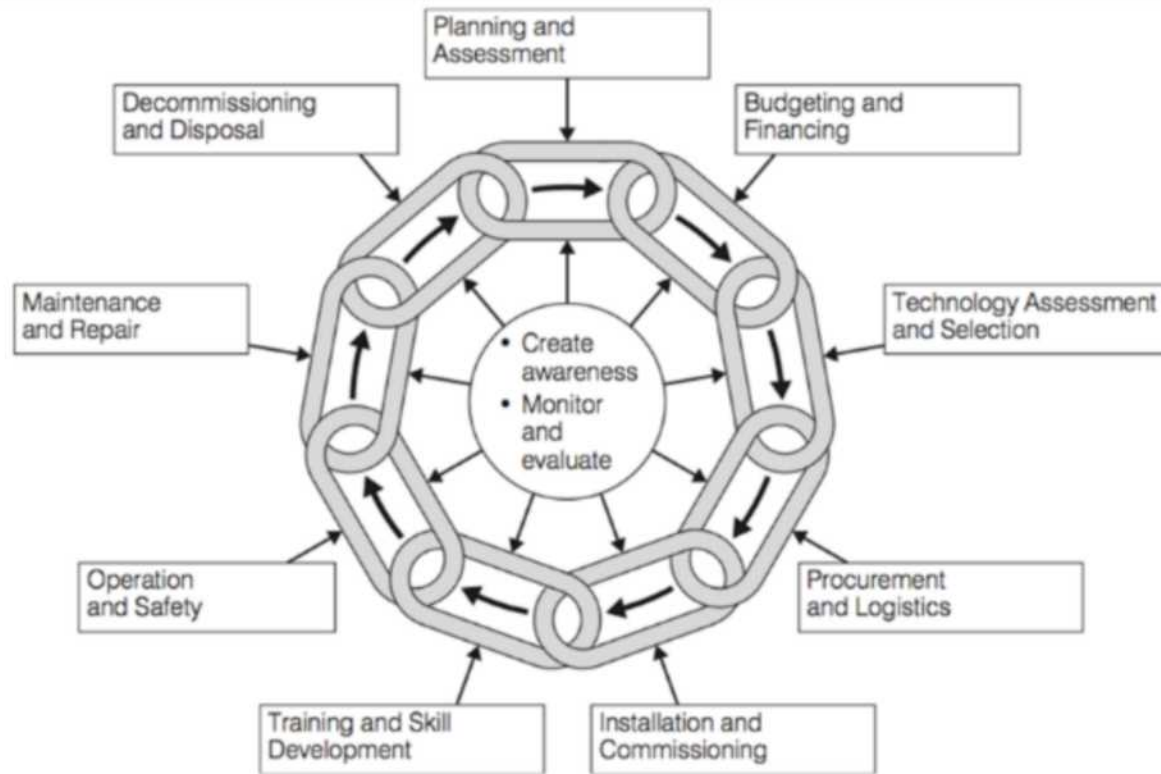 Planning and
Assessment
Decommissioning
and Disposal
Budgeting and
Financing
Maintenance
and Repair
• Create
awareness
• Monitor
and
evaluate
Technology Assessment
and Selection
Operation
and Safety
Procurement
and Logistics
Training and Skill
Development
Installation and
Commissioning